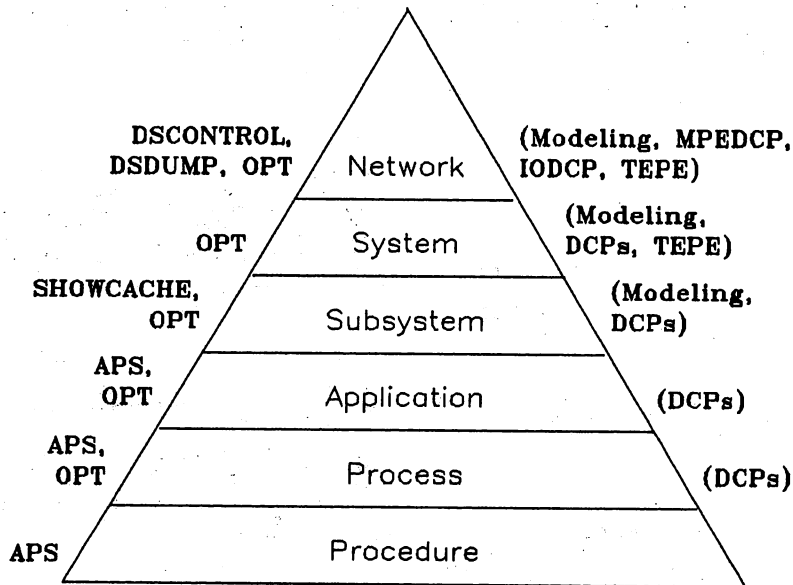 DSCONTROL,
DSDUMP, OPT
Network
(Modeling, MPEDCP,
IODCP, TEPE)
OPT
System
(Modeling,
DCPs, TEPE)
SHOWCACHE,
OPT
Subsystem
(Modeling,
DCPs)
APS,
OPT
Application
(DCPs)
APS,
OPT
Process
(DCPs)
APS
Procedure